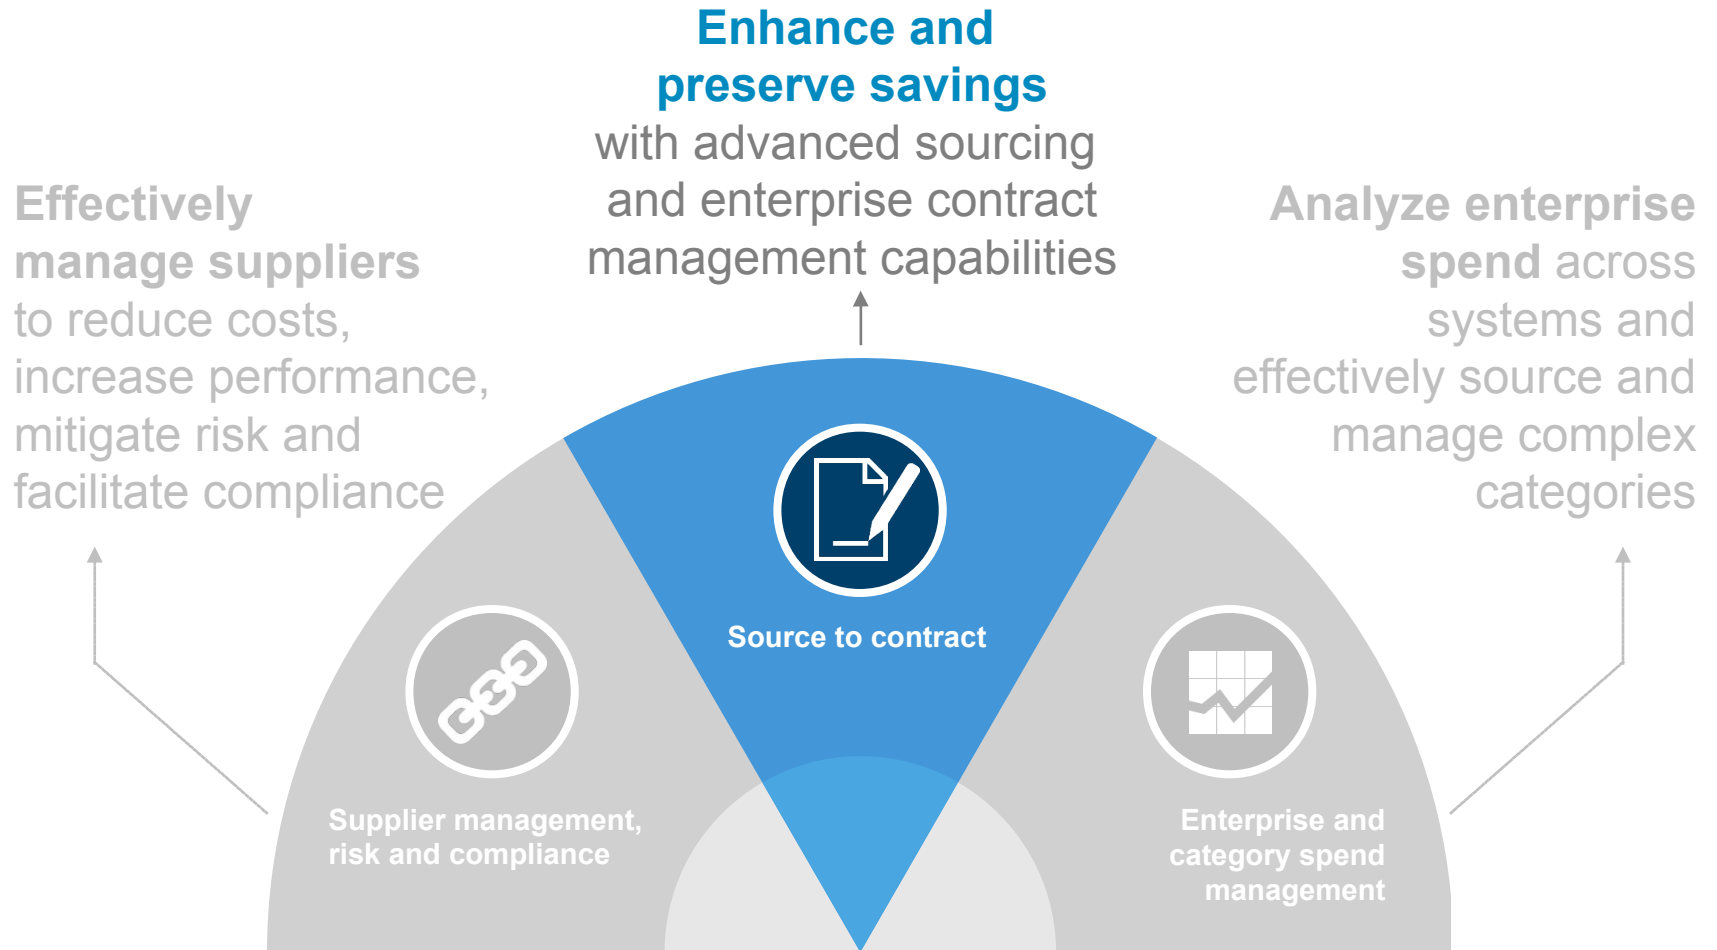 Enhance and
preserve savings
with advanced sourcing
and enterprise contract
management capabilities
Effectively
manage suppliers
to reduce costs,
increase performance,
mitigate risk and
facilitate compliance
Analyze enterprise
spend across
systems and
effectively source and
manage complex
categories
Source to contract
Supplier management,
risk and compliance
Enterprise and
category spend
management